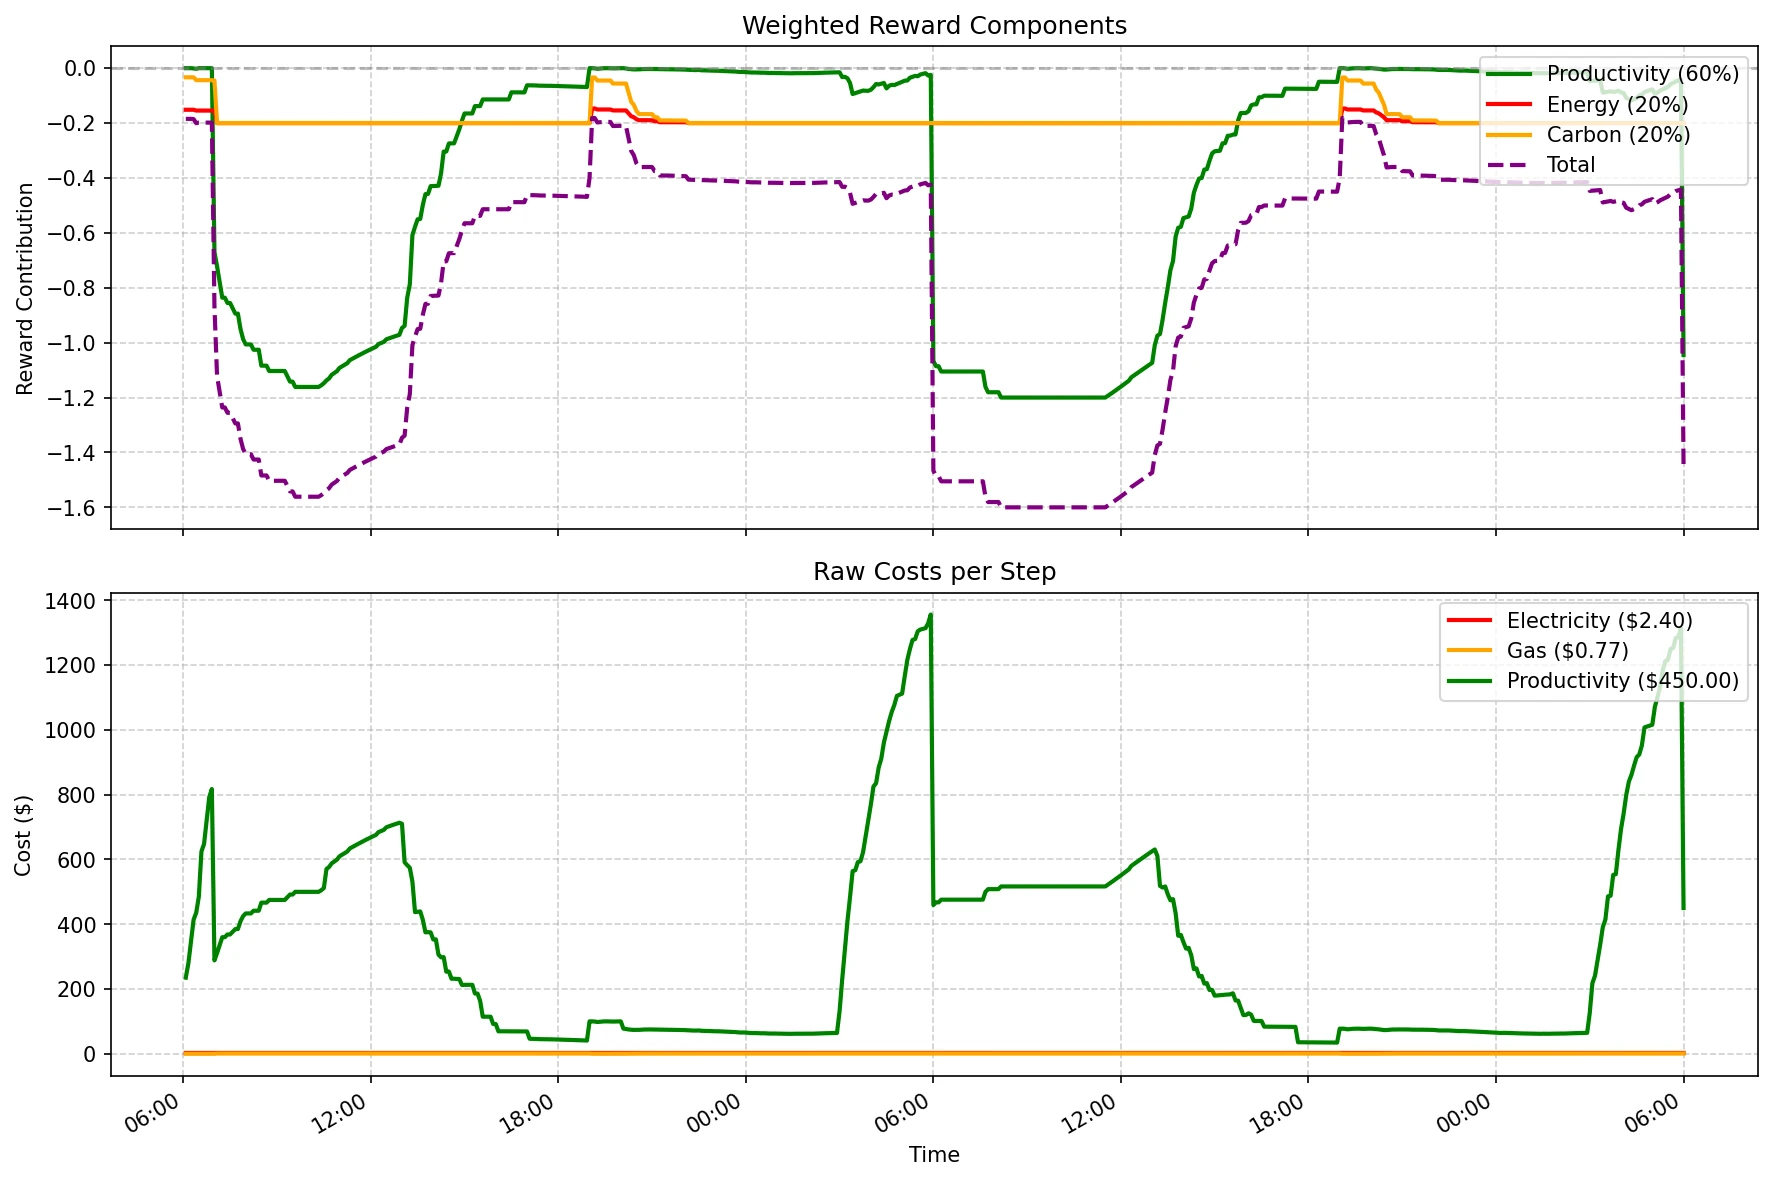 Weighted Reward Components
Reward Contribution
0.0
−0.2
−0.4
−0.6
−0.8
−1.0
−1.2
−1.4
−1.6
Productivity (60%)
Energy (20%)
Carbon (20%)
Total
Raw Costs per Step
Cost ($)
1400
1200
1000
800
600
400
200
0
Electricity ($2.40)
Gas ($0.77)
Productivity ($450.00)
06:00
12:00
18:00
00:00
06:00
12:00
18:00
00:00
06:00
Time